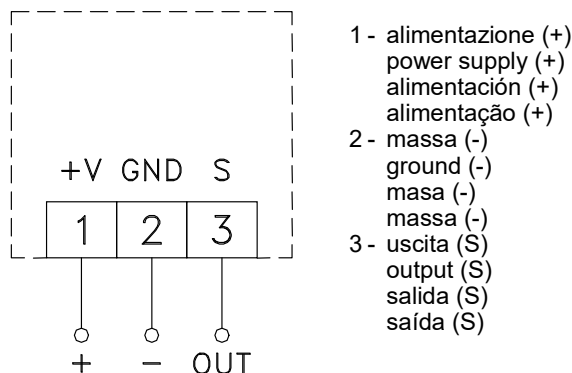 +V GND S
1 2 3
+ − OUT
1 - alimentazione (+)
power supply (+)
alimentación (+)
alimentação (+)
2 - massa (-)
ground (-)
masa (-)
massa (-)
3 - uscita (S)
output (S)
salida (S)
saída (S)